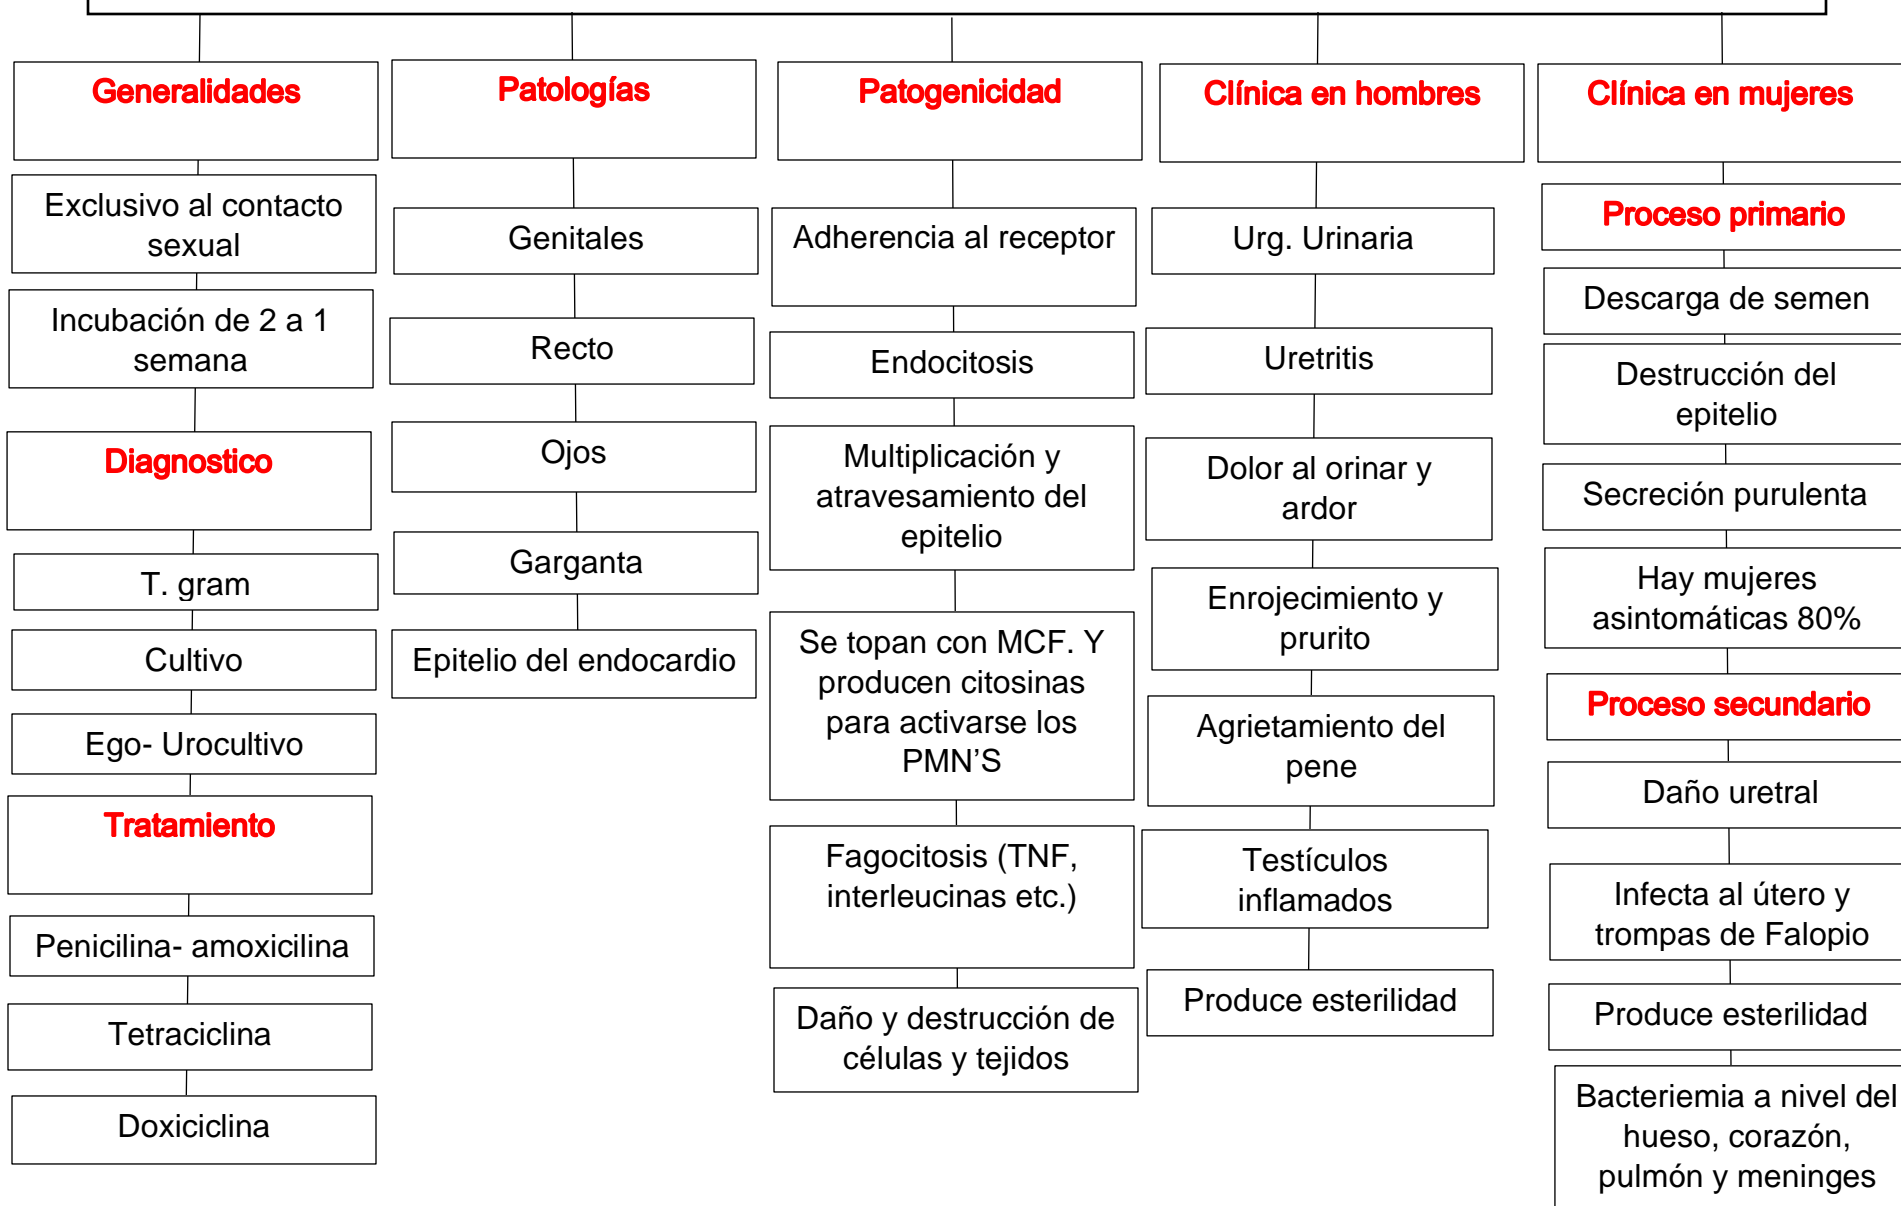 Generalidades
Exclusivo al contacto
sexual
Incubación de 2 a 1
semana
Diagnostico
T. gram
Cultivo
Ego- Urocultivo
Tratamiento
Penicilina- amoxicilina
Tetraciclina
Doxiciclina
Patologías
Genitales
Recto
Ojos
Garganta
Epitelio del endocardio
Patogenicidad
Adherencia al receptor
Endocitosis
Multiplicación y
atravesamiento del
epitelio
Se topan con MCF. Y
producen citosinas
para activarse los
PMN’S
Fagocitosis (TNF,
interleucinas etc.)
Daño y destrucción de
células y tejidos
Clínica en hombres
Urg. Urinaria
Uretritis
Dolor al orinar y
ardor
Enrojecimiento y
prurito
Agrietamiento del
pene
Testículos
inflamados
Produce esterilidad
Clínica en mujeres
Proceso primario
Descarga de semen
Destrucción del
epitelio
Secreción purulenta
Hay mujeres
asintomáticas 80%
Proceso secundario
Daño uretral
Infecta al útero y
trompas de Falopio
Produce esterilidad
Bacteriemia a nivel del
hueso, corazón,
pulmón y meninges